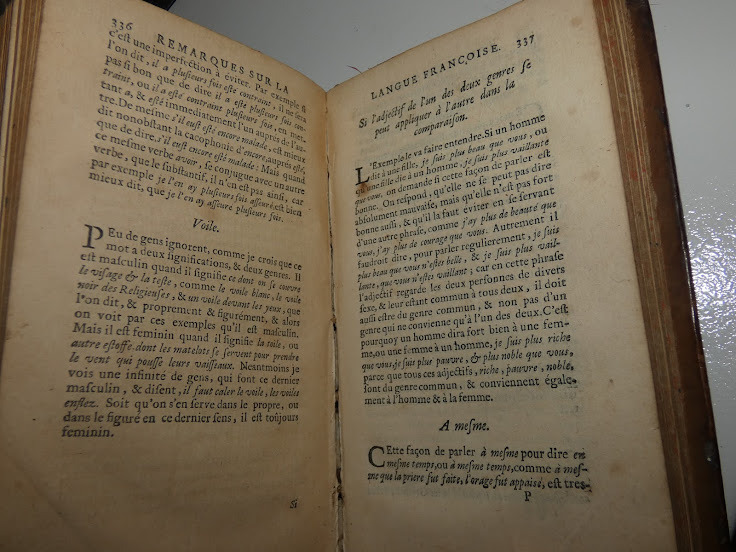 336 REMARQUES SUR LA
c'eſt une imperfection à éviter. Par exemple ſi
l'on dit, il a pluſieurs fois eſté contraint, il ne ſera
pas ſi bon que de dire il a eſté pluſieurs fois con-
traint, ou il a eſté contraint pluſieurs fois, en met-
tant a, & eſté immediatement l'un auprés de l'au-
tre. De meſme s'il euſt eſté encore malade, eſt mieux
dit nonobſtant la cacophonie d'encore, auprés eſté,
que de dire, s'il euſt encore eſté malade: Mais quand
ce meſme verbe avoir, ſe conjugue avec un autre
verbe, que le ſubſtantif, il n'en eſt pas ainſi, car
par exemple je l'en ay pluſieurs fois aſſuré eſt bien
mieux dit, que je l'en ay aſſuré pluſieurs fois.
Voile.
PEu de gens ignorent, comme je crois que ce
mot a deux ſignifications, & deux genres. Il
eſt maſculin quand il ſignifie ce dont on ſe couvre
le viſage & la teſte, comme le voile blanc, le voile
noir des Religieuſes, & un voile devant les yeux, que
l'on dit, & proprement & figurément, & alors
on voit par ces exemples qu'il eſt maſculin.
Mais il eſt feminin quand il ſignifie la toile, ou
autre eſtoffe, dont les matelots ſe ſervent pour prendre
le vent qui pouſſe leurs vaiſſeaux. Neantmoins je
vois une infinité de gens, qui font ce dernier
maſculin, & diſent, il faut caler le voile, les voiles
enflez. Soit qu'on s'en ſerve dans le propre, ou
dans le figuré en ce dernier ſens, il eſt toûjours
feminin.
Si
LANGUE FRANÇOISE. 337
Si l'adjectif de l'un des deux genres ſe
peut appliquer à l'autre dans la
comparaiſon.
L'Exemple le va faire entendre. Si un homme
dit à une fille, je ſuis plus beau que vous, ou
qu'une fille die à un homme, je ſuis plus vaillante
que vous, on demande ſi cette façon de parler eſt
bonne. On reſpond, qu'elle ne ſe peut pas dire
abſolument mauvaiſe, mais qu'elle n'eſt pas fort
bonne auſſi, & qu'il la faut éviter en ſe ſervant
d'une autre phraſe, comme j'ay plus de beauté que
vous, j'ay plus de courage que vous. Autrement il
faudroit dire, pour parler regulierement, je ſuis
plus beau que vous n'eſtes belle, & je ſuis plus vail-
lante, que vous n'eſtes vaillant; car en cette phraſe
l'adjectif regarde les deux perſonnes de divers
ſexe, & leur eſtant commun à tous deux, il doit
auſſi eſtre du genre commun, & non pas d'un
genre qui ne convienne qu'à l'un des deux. C'eſt
pourquoy un homme dira fort bien à une fem-
me, ou une femme à un homme, je ſuis plus riche
que vous, je ſuis plus pauvre, & plus noble que vous,
parce que tous ces adjectifs, riche, pauvre, noble,
ſont du genre commun, & conviennent égale-
ment à l'homme & à la femme.
A meſme.
CEtte façon de parler à meſme pour dire en
meſme temps, ou à meſme temps, comme à meſ-
me que la priere fut faite, l'orage fut appaiſé, eſt tres-
P